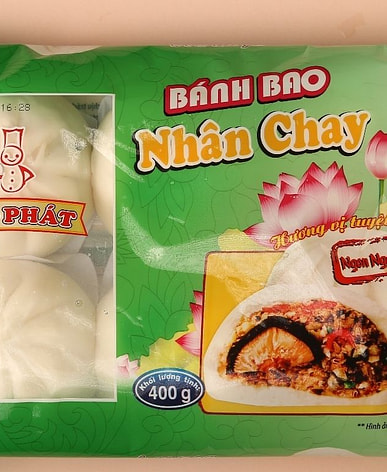 16:28
PHÁT
BÁNH BAO
Nhân Chay
Hương vị tuyệt
Ngon Ng
Khối lượng tịnh:
400 g
** Hình ả